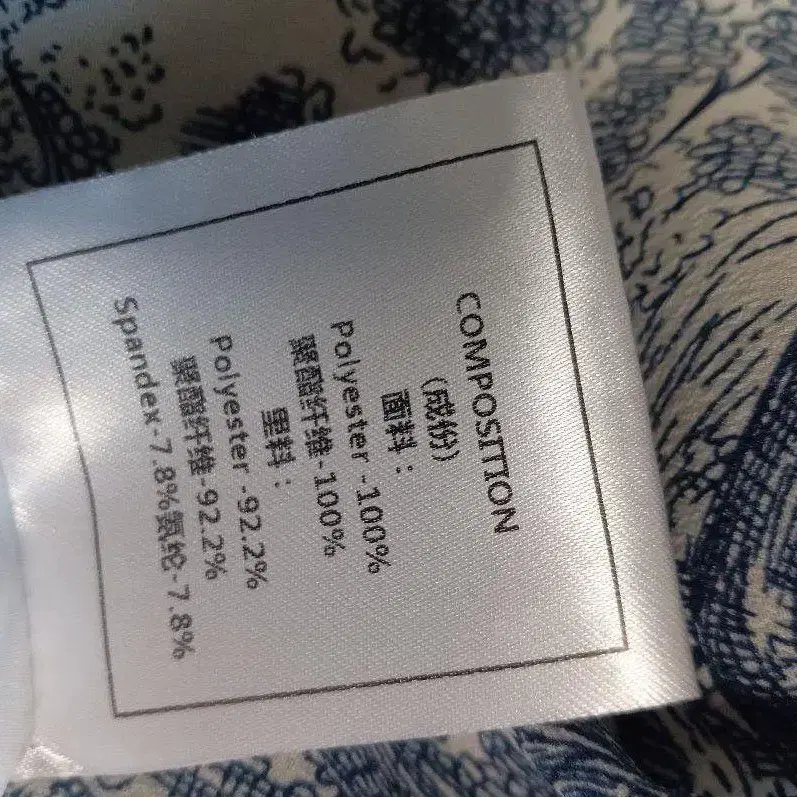 COMPOSITION
(成份)
面料：
Polyester -100%
聚酯纤维-100%
里料：
Polyester -92.2%
聚酯纤维-92.2%
Spandex-7.8%氨纶-7.8%